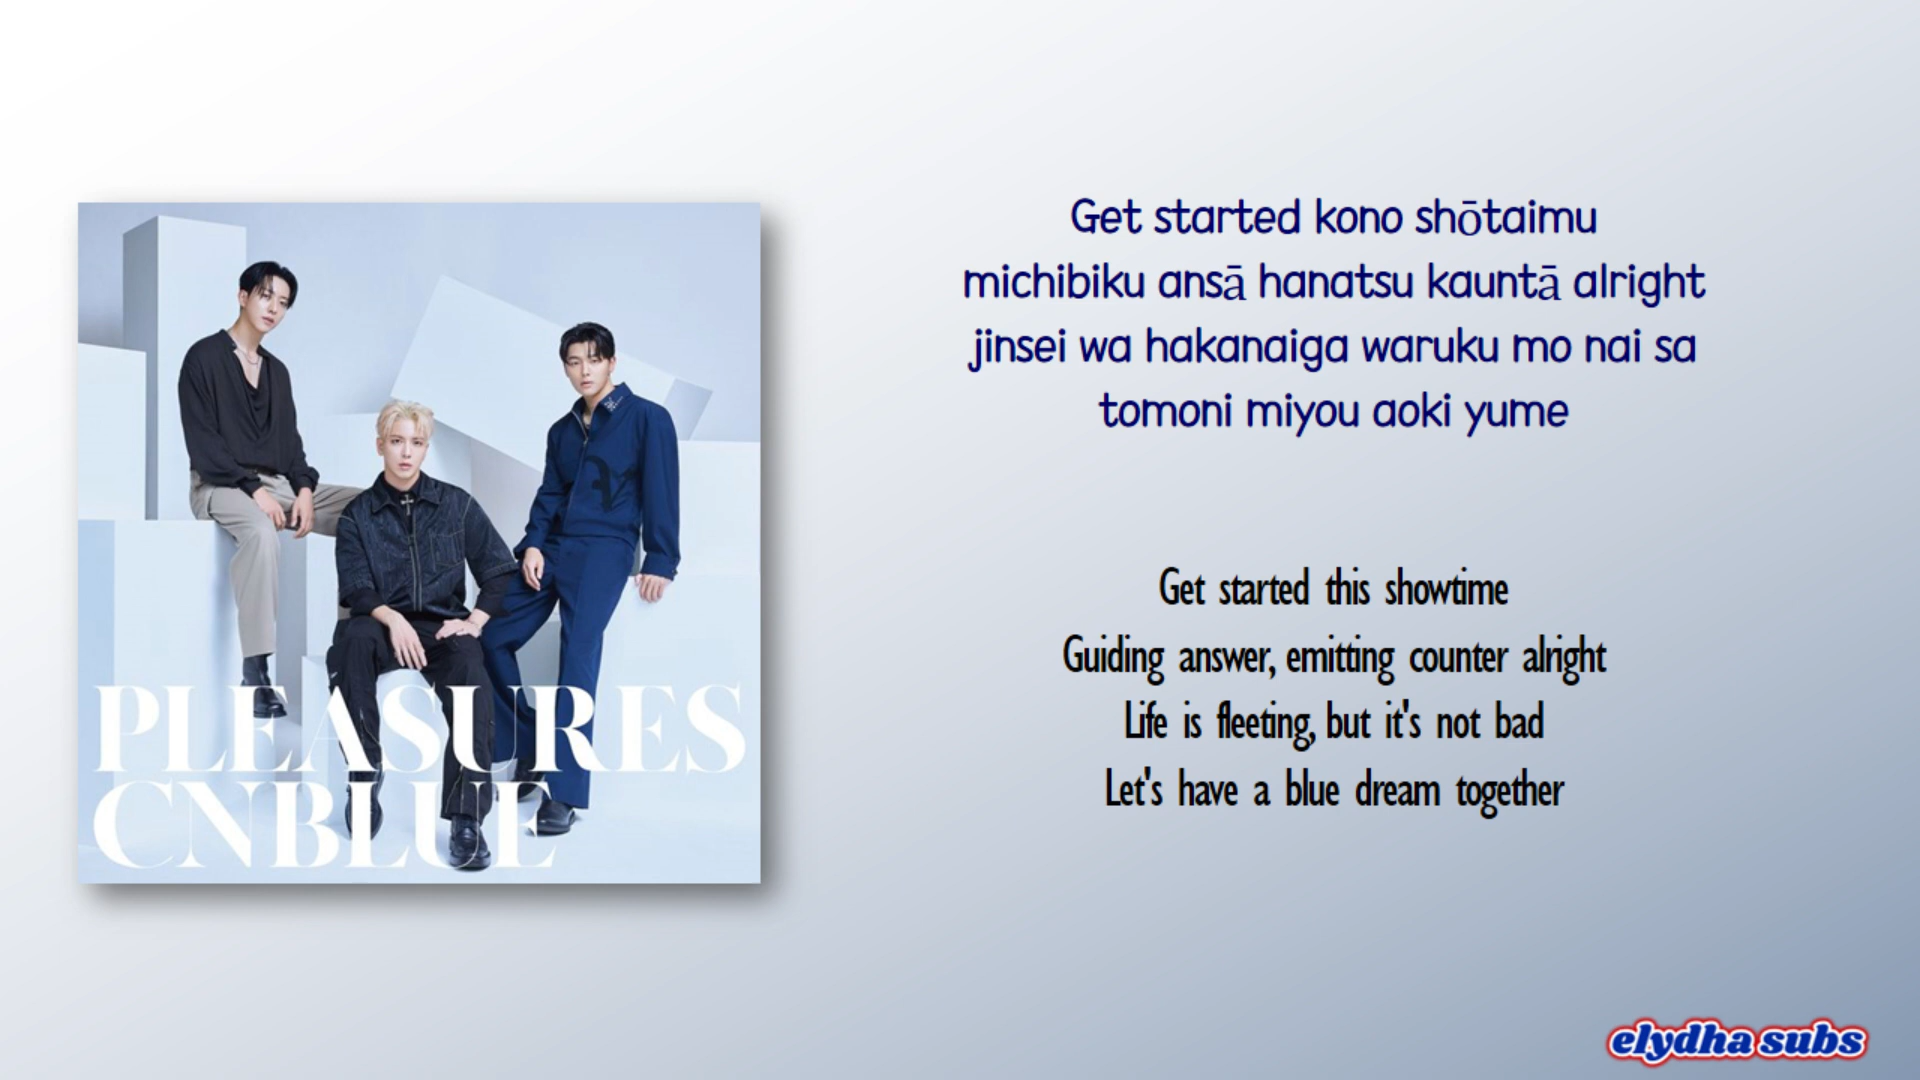 Get started kono shōtaimu
michibiku ansā hanatsu kauntā alright
jinsei wa hakanaiga waruku mo nai sa
tomoni miyou aoki yume
Get started this showtime
Guiding answer, emitting counter alright
Life is fleeting, but it's not bad
Let's have a blue dream together
PLEASURES
CNBLUE
elydha subs